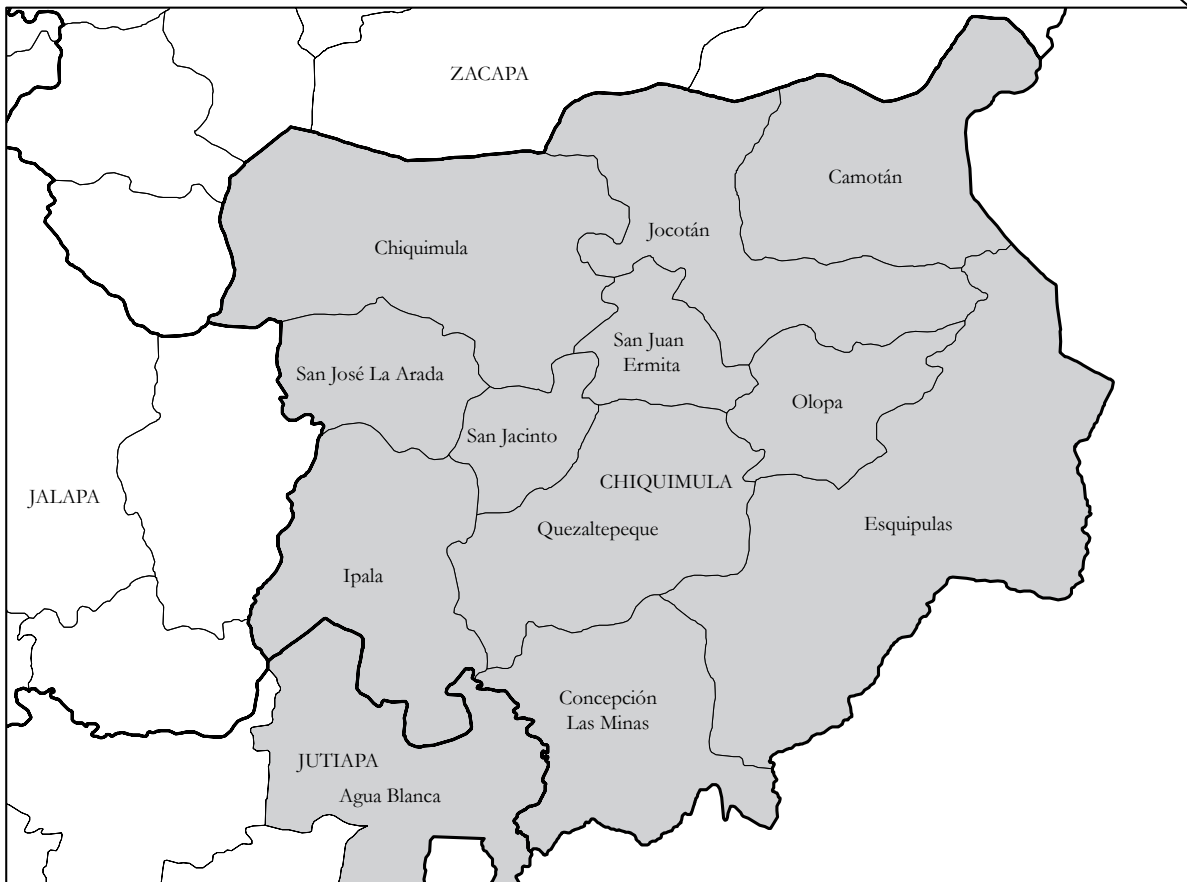 ZACAPA
Camotán
Jocotán
Chiquimula
San Juan
Ermita
San José La Arada
Olopa
San Jacinto
CHIQUIMULA
JALAPA
Esquipulas
Quezaltepeque
Ipala
Concepción
Las Minas
JUTIAPA
Agua Blanca